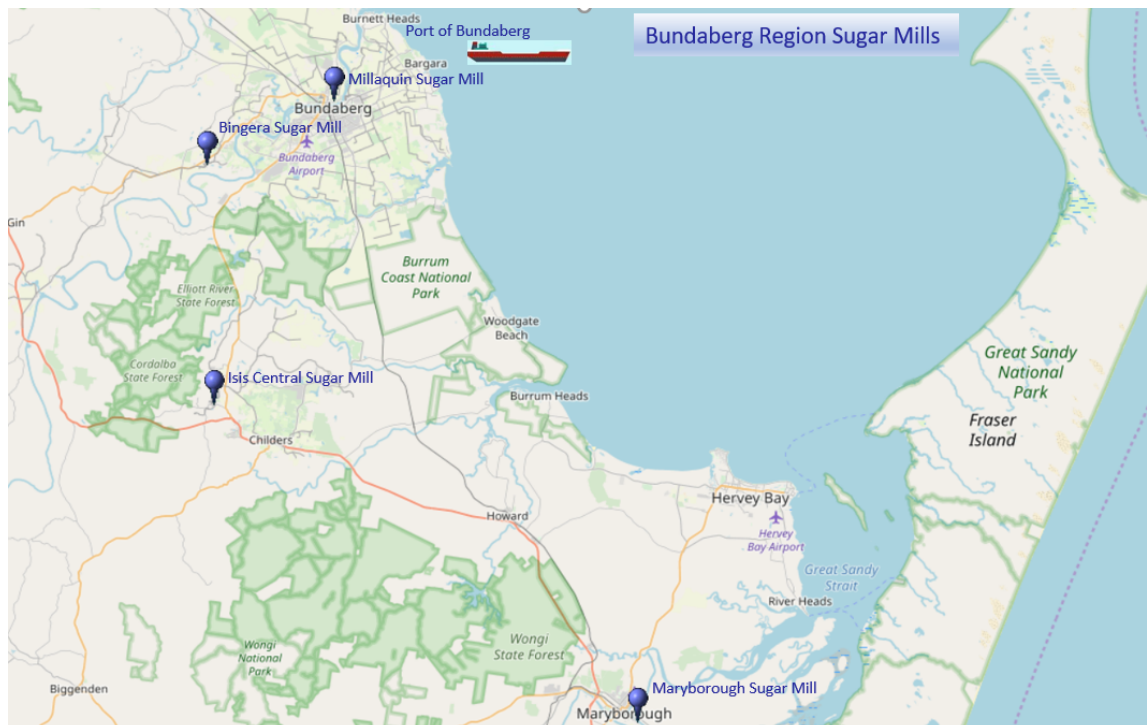 Burnett Heads
Port of Bundaberg
Bundaberg Region Sugar Mills
Bargara
Millaquin Sugar Mill
Bundaberg
Bingera Sugar Mill
Bundaberg
Airport
Gin
Burrum
Coast National
Park
Elliott River
State Forest
Woodgate
Beach
Cordalba
State Forest
Isis Central Sugar Mill
Great Sandy
National
Park
Burrum Heads
Fraser
Island
Childers
Hervey Bay
Howard
Hervey
Bay Airport
Great Sandy
Strait
River Heads
Wongi
State Forest
Wongi
National
Park
Biggenden
Maryborough Sugar Mill
Maryborough